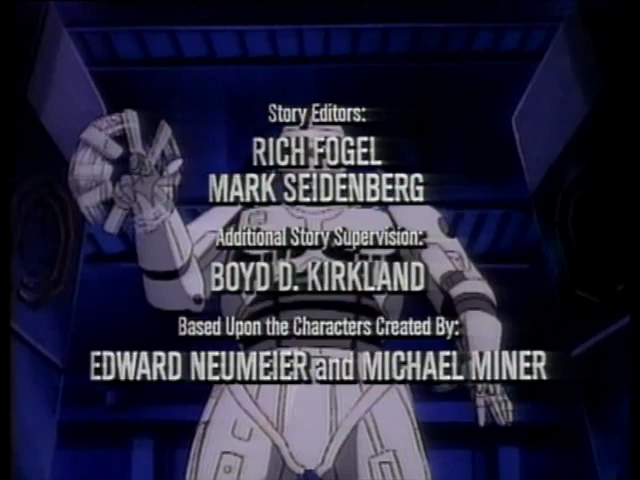 Story Editors:
RICH FOGEL
MARK SEIDENBERG
Additional Story Supervision:
BOYD D. KIRKLAND
Based Upon the Characters Created By:
EDWARD NEUMEIER and MICHAEL MINER